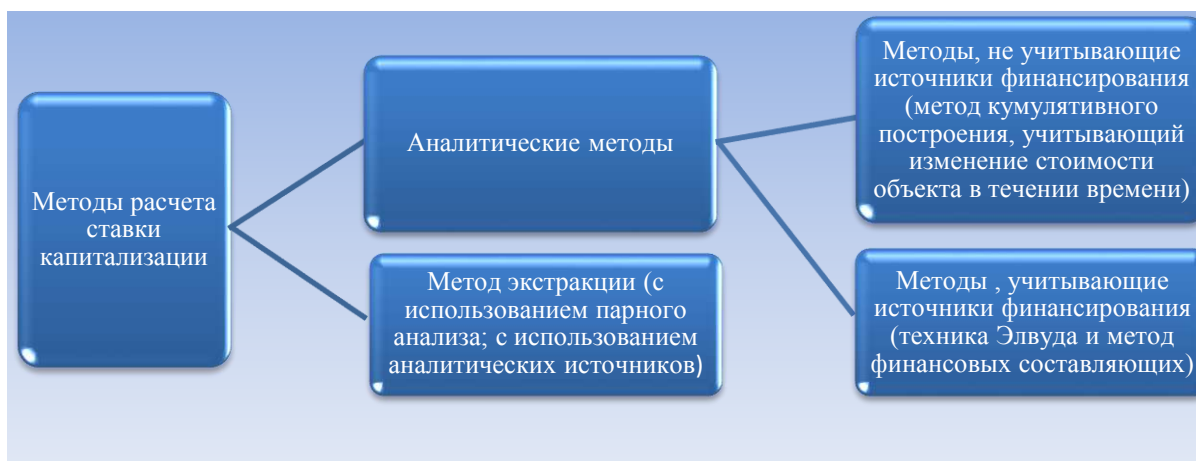 Методы расчета
ставки
капитализации
Аналитические методы
Метод экстракции (с
использованием парного
анализа; с использованием
аналитических источников)
Методы, не учитывающие
источники финансирования
(метод кумулятивного
построения, учитывающий
изменение стоимости
объекта в течении времени)
Методы , учитывающие
источники финансирования
(техника Элвуда и метод
финансовых составляющих)